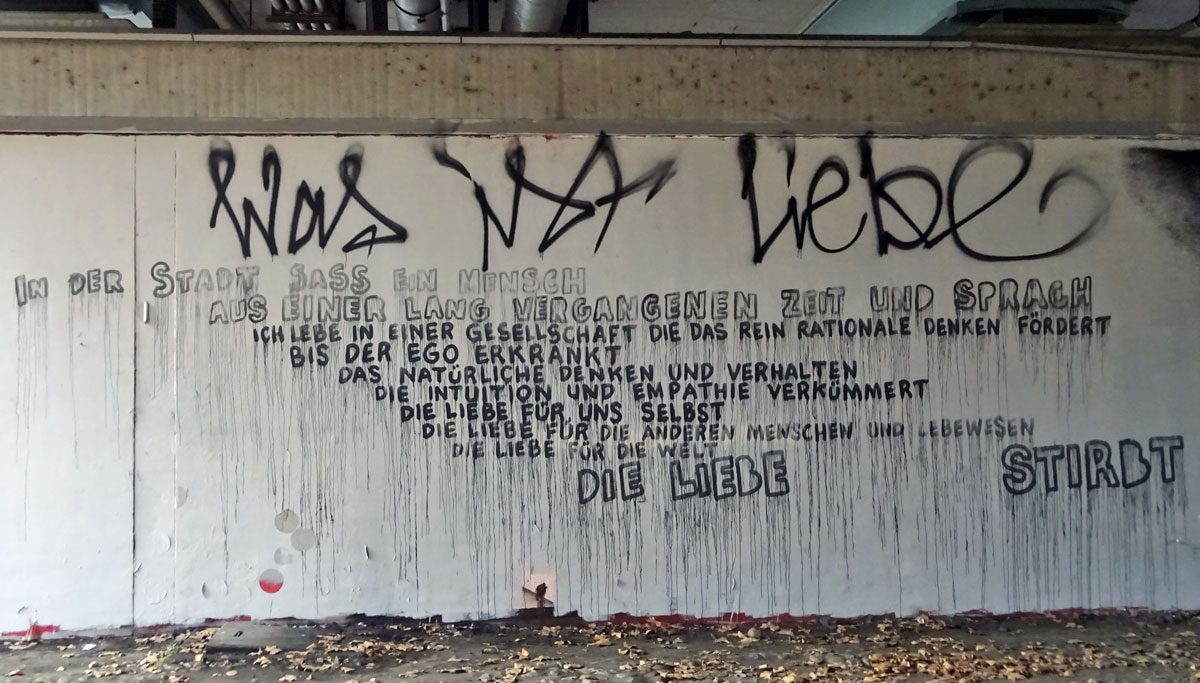 Was ist Liebe
IN DER STADT SASS EIN MENSCH
AUS EINER LANG VERGANGENEN ZEIT UND SPRACH
ICH LEBE IN EINER GESELLSCHAFT DIE DAS REIN RATIONALE DENKEN FÖRDERT
BIS DER EGO ERKRANKT
DAS NATÜRLICHE DENKEN UND VERHALTEN
DIE INTUITION UND EMPATHIE VERKÜMMERT
DIE LIEBE FÜR UNS SELBST
DIE LIEBE FÜR DIE ANDEREN MENSCHEN UND LEBEWESEN
DIE LIEBE FÜR DIE WELT
DIE LIEBE STIRBT